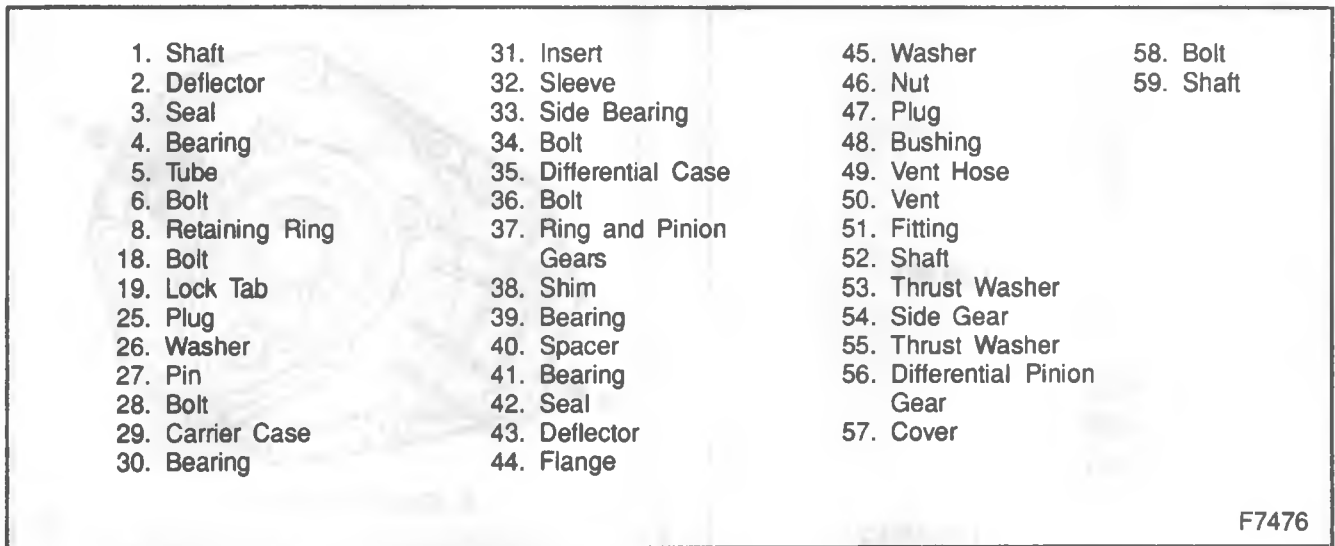 1. Shaft
2. Deflector
3. Seal
4. Bearing
5. Tube
6. Bolt
8. Retaining Ring
18. Bolt
19. Lock Tab
25. Plug
26. Washer
27. Pin
28. Bolt
29. Carrier Case
30. Bearing
31. Insert
32. Sleeve
33. Side Bearing
34. Bolt
35. Differential Case
36. Bolt
37. Ring and Pinion
Gears
38. Shim
39. Bearing
40. Spacer
41. Bearing
42. Seal
43. Deflector
44. Flange
45. Washer
46. Nut
47. Plug
48. Bushing
49. Vent Hose
50. Vent
51. Fitting
52. Shaft
53. Thrust Washer
54. Side Gear
55. Thrust Washer
56. Differential Pinion
Gear
57. Cover
58. Bolt
59. Shaft
F7476